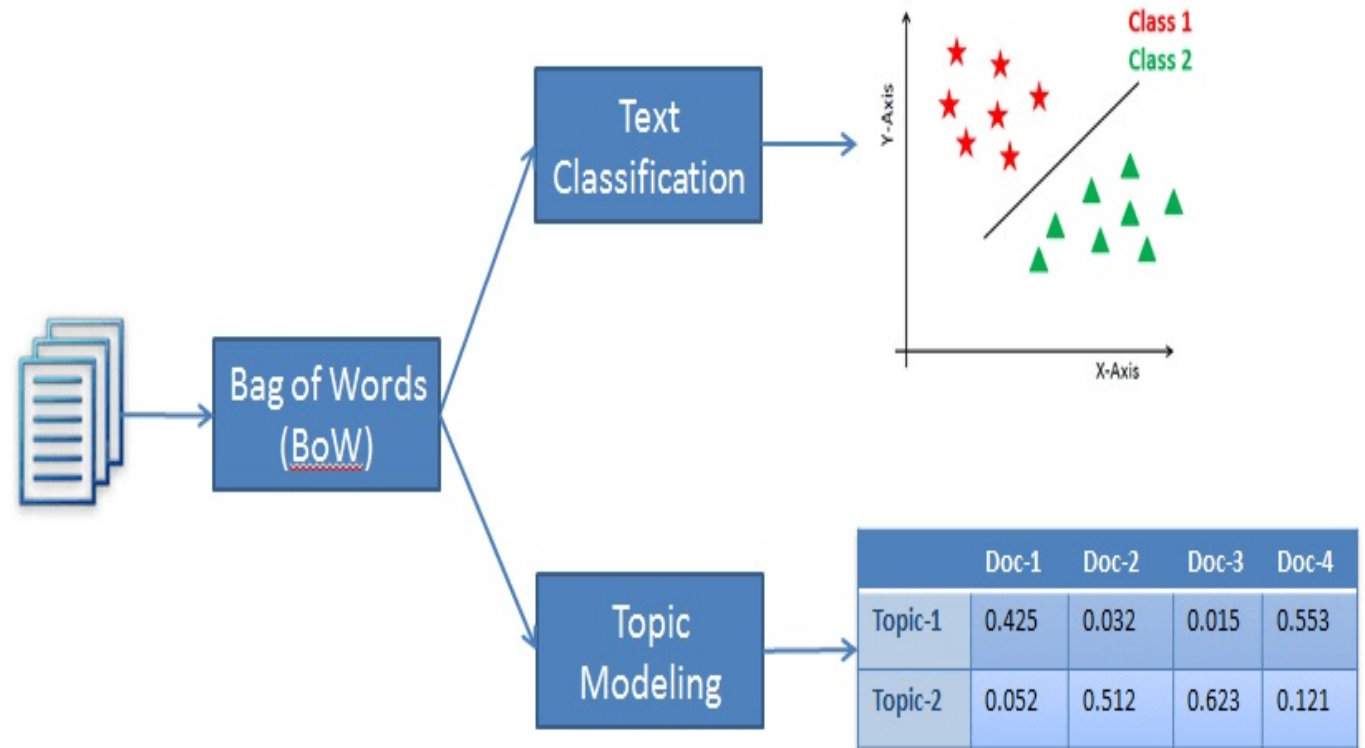 Class 1
Class 2
Text
Classification
Y-Axis
X-Axis
Bag of Words
(BoW)
Topic
Modeling
Doc-1 Doc-2 Doc-3 Doc-4
Topic-1 0.425 0.032 0.015 0.553
Topic-2 0.052 0.512 0.623 0.121